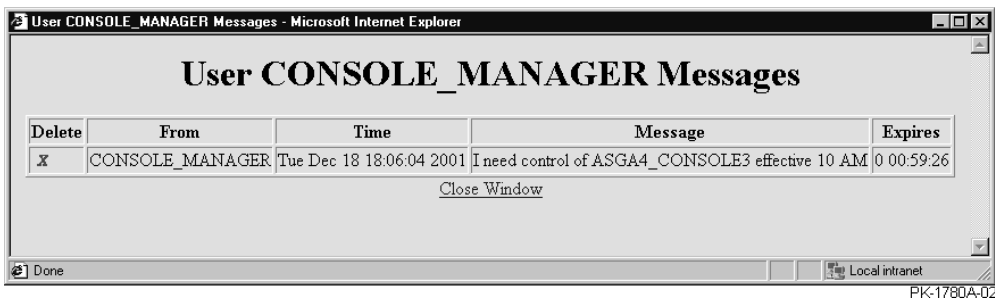 User CONSOLE_MANAGER Messages - Microsoft Internet Explorer
User CONSOLE_MANAGER Messages
Delete From Time Message Expires
X CONSOLE_MANAGER Tue Dec 18 18:06:04 2001 I need control of ASGA4_CONSOLE3 effective 10 AM 0 00:59:26
Close Window
Done Local intranet
PK-1780A-02